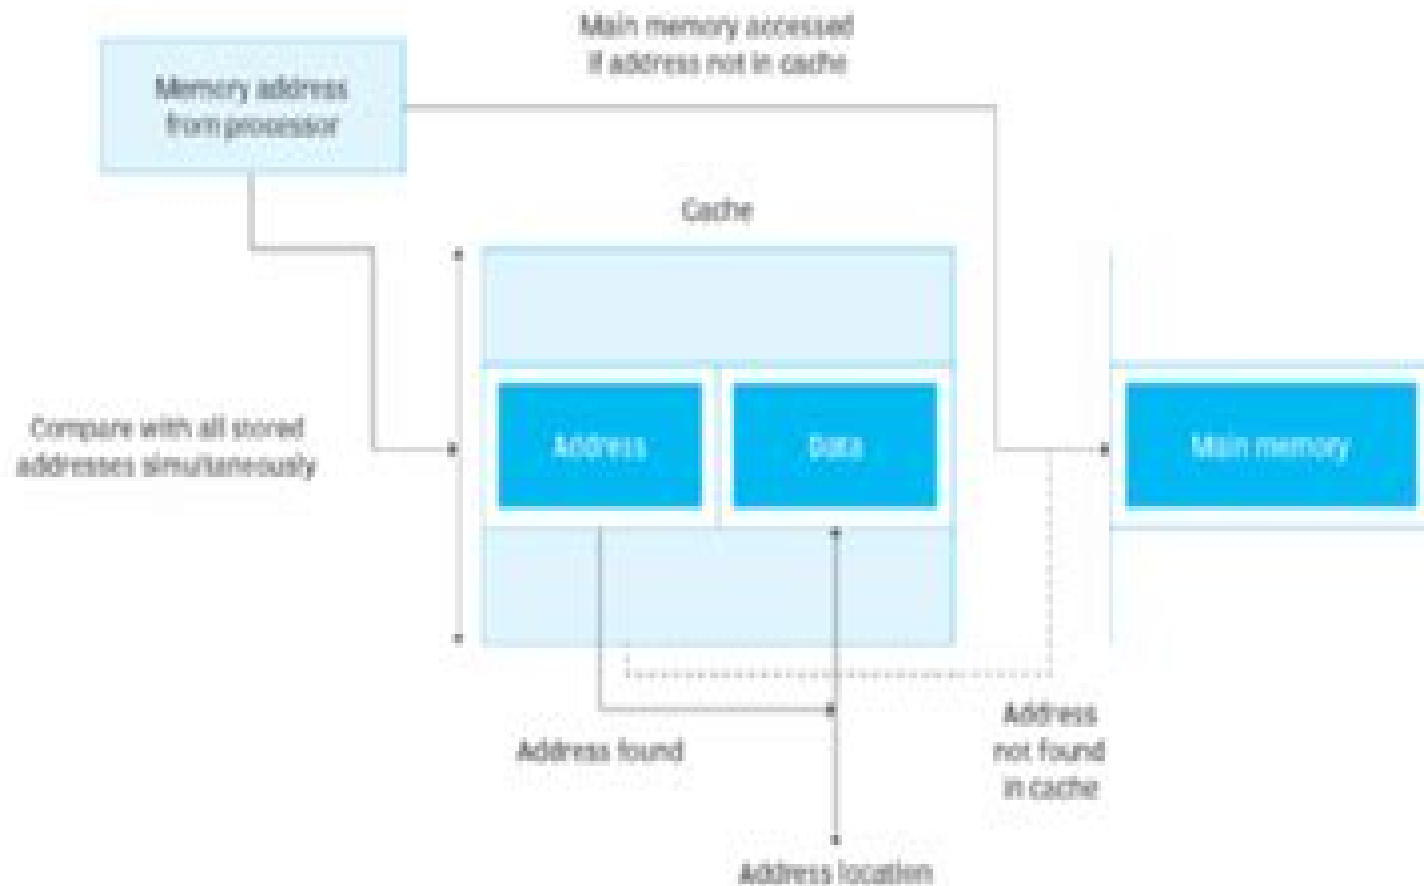 Main memory accessed
if address not in cache
Memory address
from processor
Cache
Compare with all stored
addresses simultaneously
Address
Data
Main memory
Address found
Address
not found
in cache
Address location